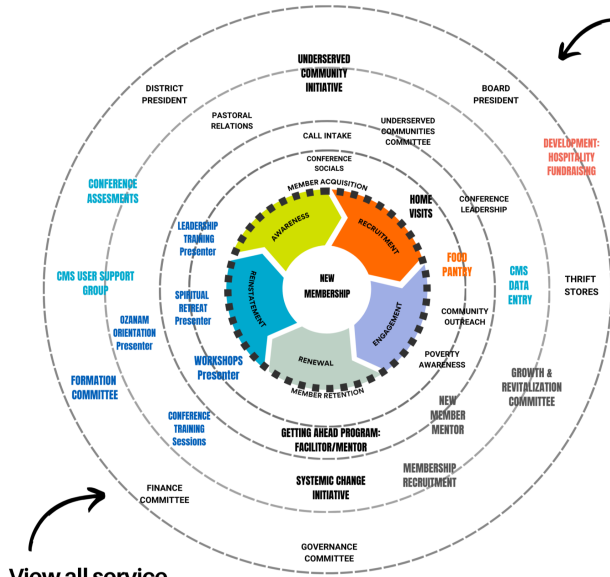 UNDERSERVED
COMMUNITY
INITIATIVE
DISTRICT
PRESIDENT
BOARD
PRESIDENT
PASTORAL
RELATIONS
CALL INTAKE
UNDERSERVED
COMMUNITIES
COMMITTEE
DEVELOPMENT:
HOSPITALITY
FUNDRAISING
CONFERENCE
SOCIALS
MEMBER ACQUISITION
CONFERENCE
ASSESMENTS
HOME
VISITS
CONFERENCE
LEADERSHIP
LEADERSHIP
TRAINING
Presenter
AWARENESS
RECRUITMENT
FOOD
PANTRY
CMS USER SUPPORT
GROUP
CMS
DATA
ENTRY
THRIFT
STORES
NEW
MEMBERSHIP
REINSTATEMENT
ENGAGEMENT
SPIRITUAL
RETREAT
Presenter
COMMUNITY
OUTREACH
OZANAM
ORIENTATION
Presenter
RENEWAL
MEMBER RETENTION
WORKSHOPS
Presenter
POVERTY
AWARENESS
FORMATION
COMMITTEE
GROWTH &
REVITALIZATION
COMMITTEE
NEW
MEMBER
MENTOR
CONFERENCE
TRAINING
Sessions
GETTING AHEAD PROGRAM:
FACILITOR/MENTOR
MEMBERSHIP
RECRUITMENT
SYSTEMIC CHANGE
INITIATIVE
FINANCE
COMMITTEE
GOVERNANCE
COMMITTEE
View all service